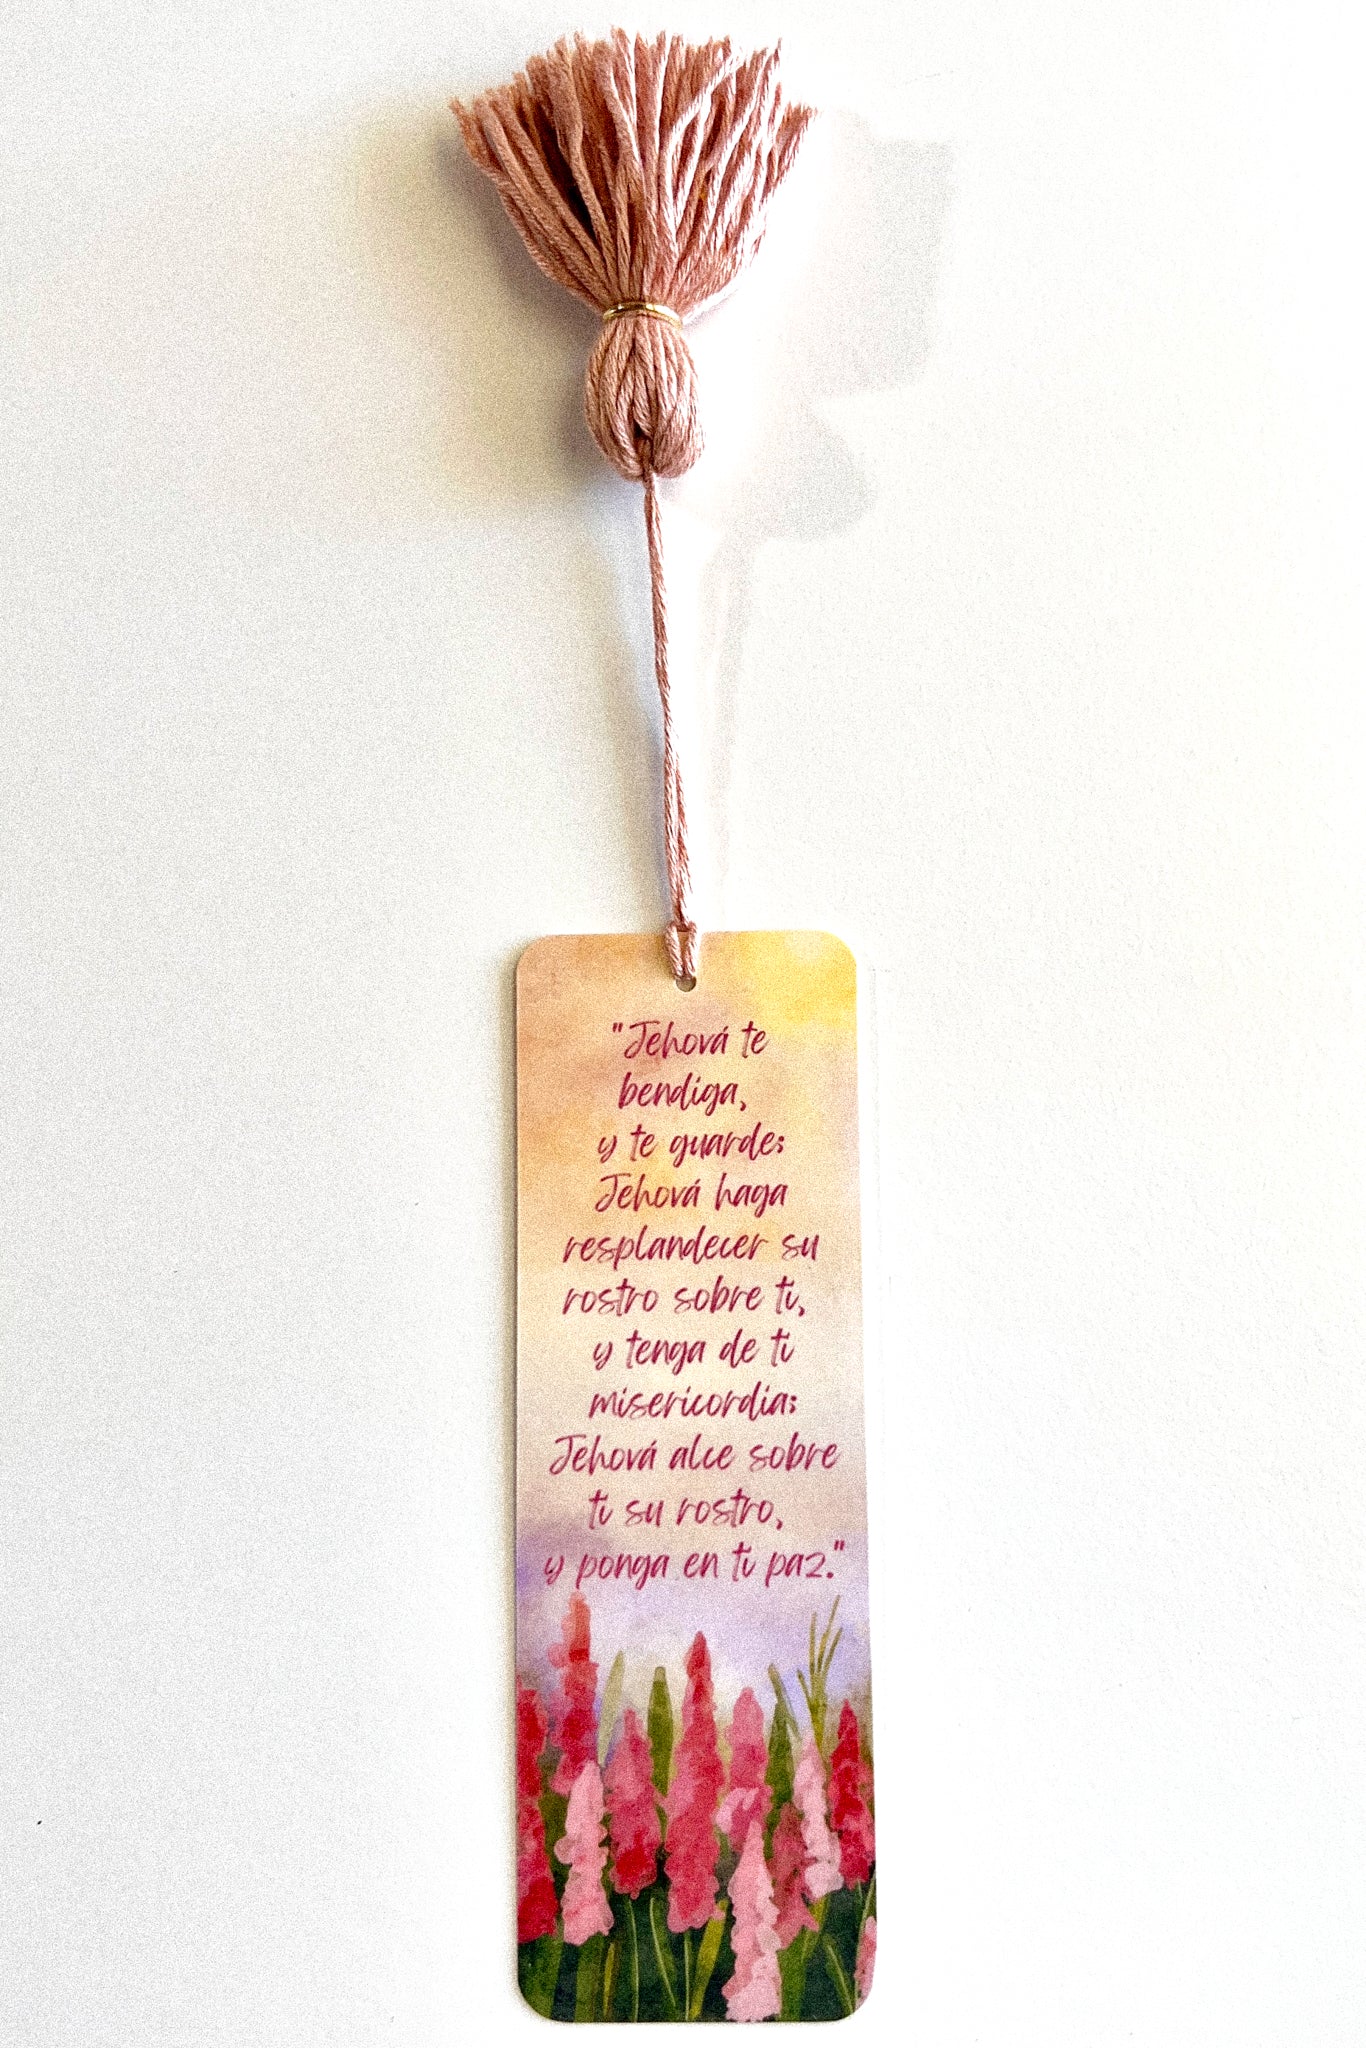 "Jehová te
bendiga,
y te guarde;
Jehová haga
resplandecer su
rostro sobre ti,
y tenga de ti
misericordia;
Jehová alce sobre
ti su rostro,
y ponga en ti paz."